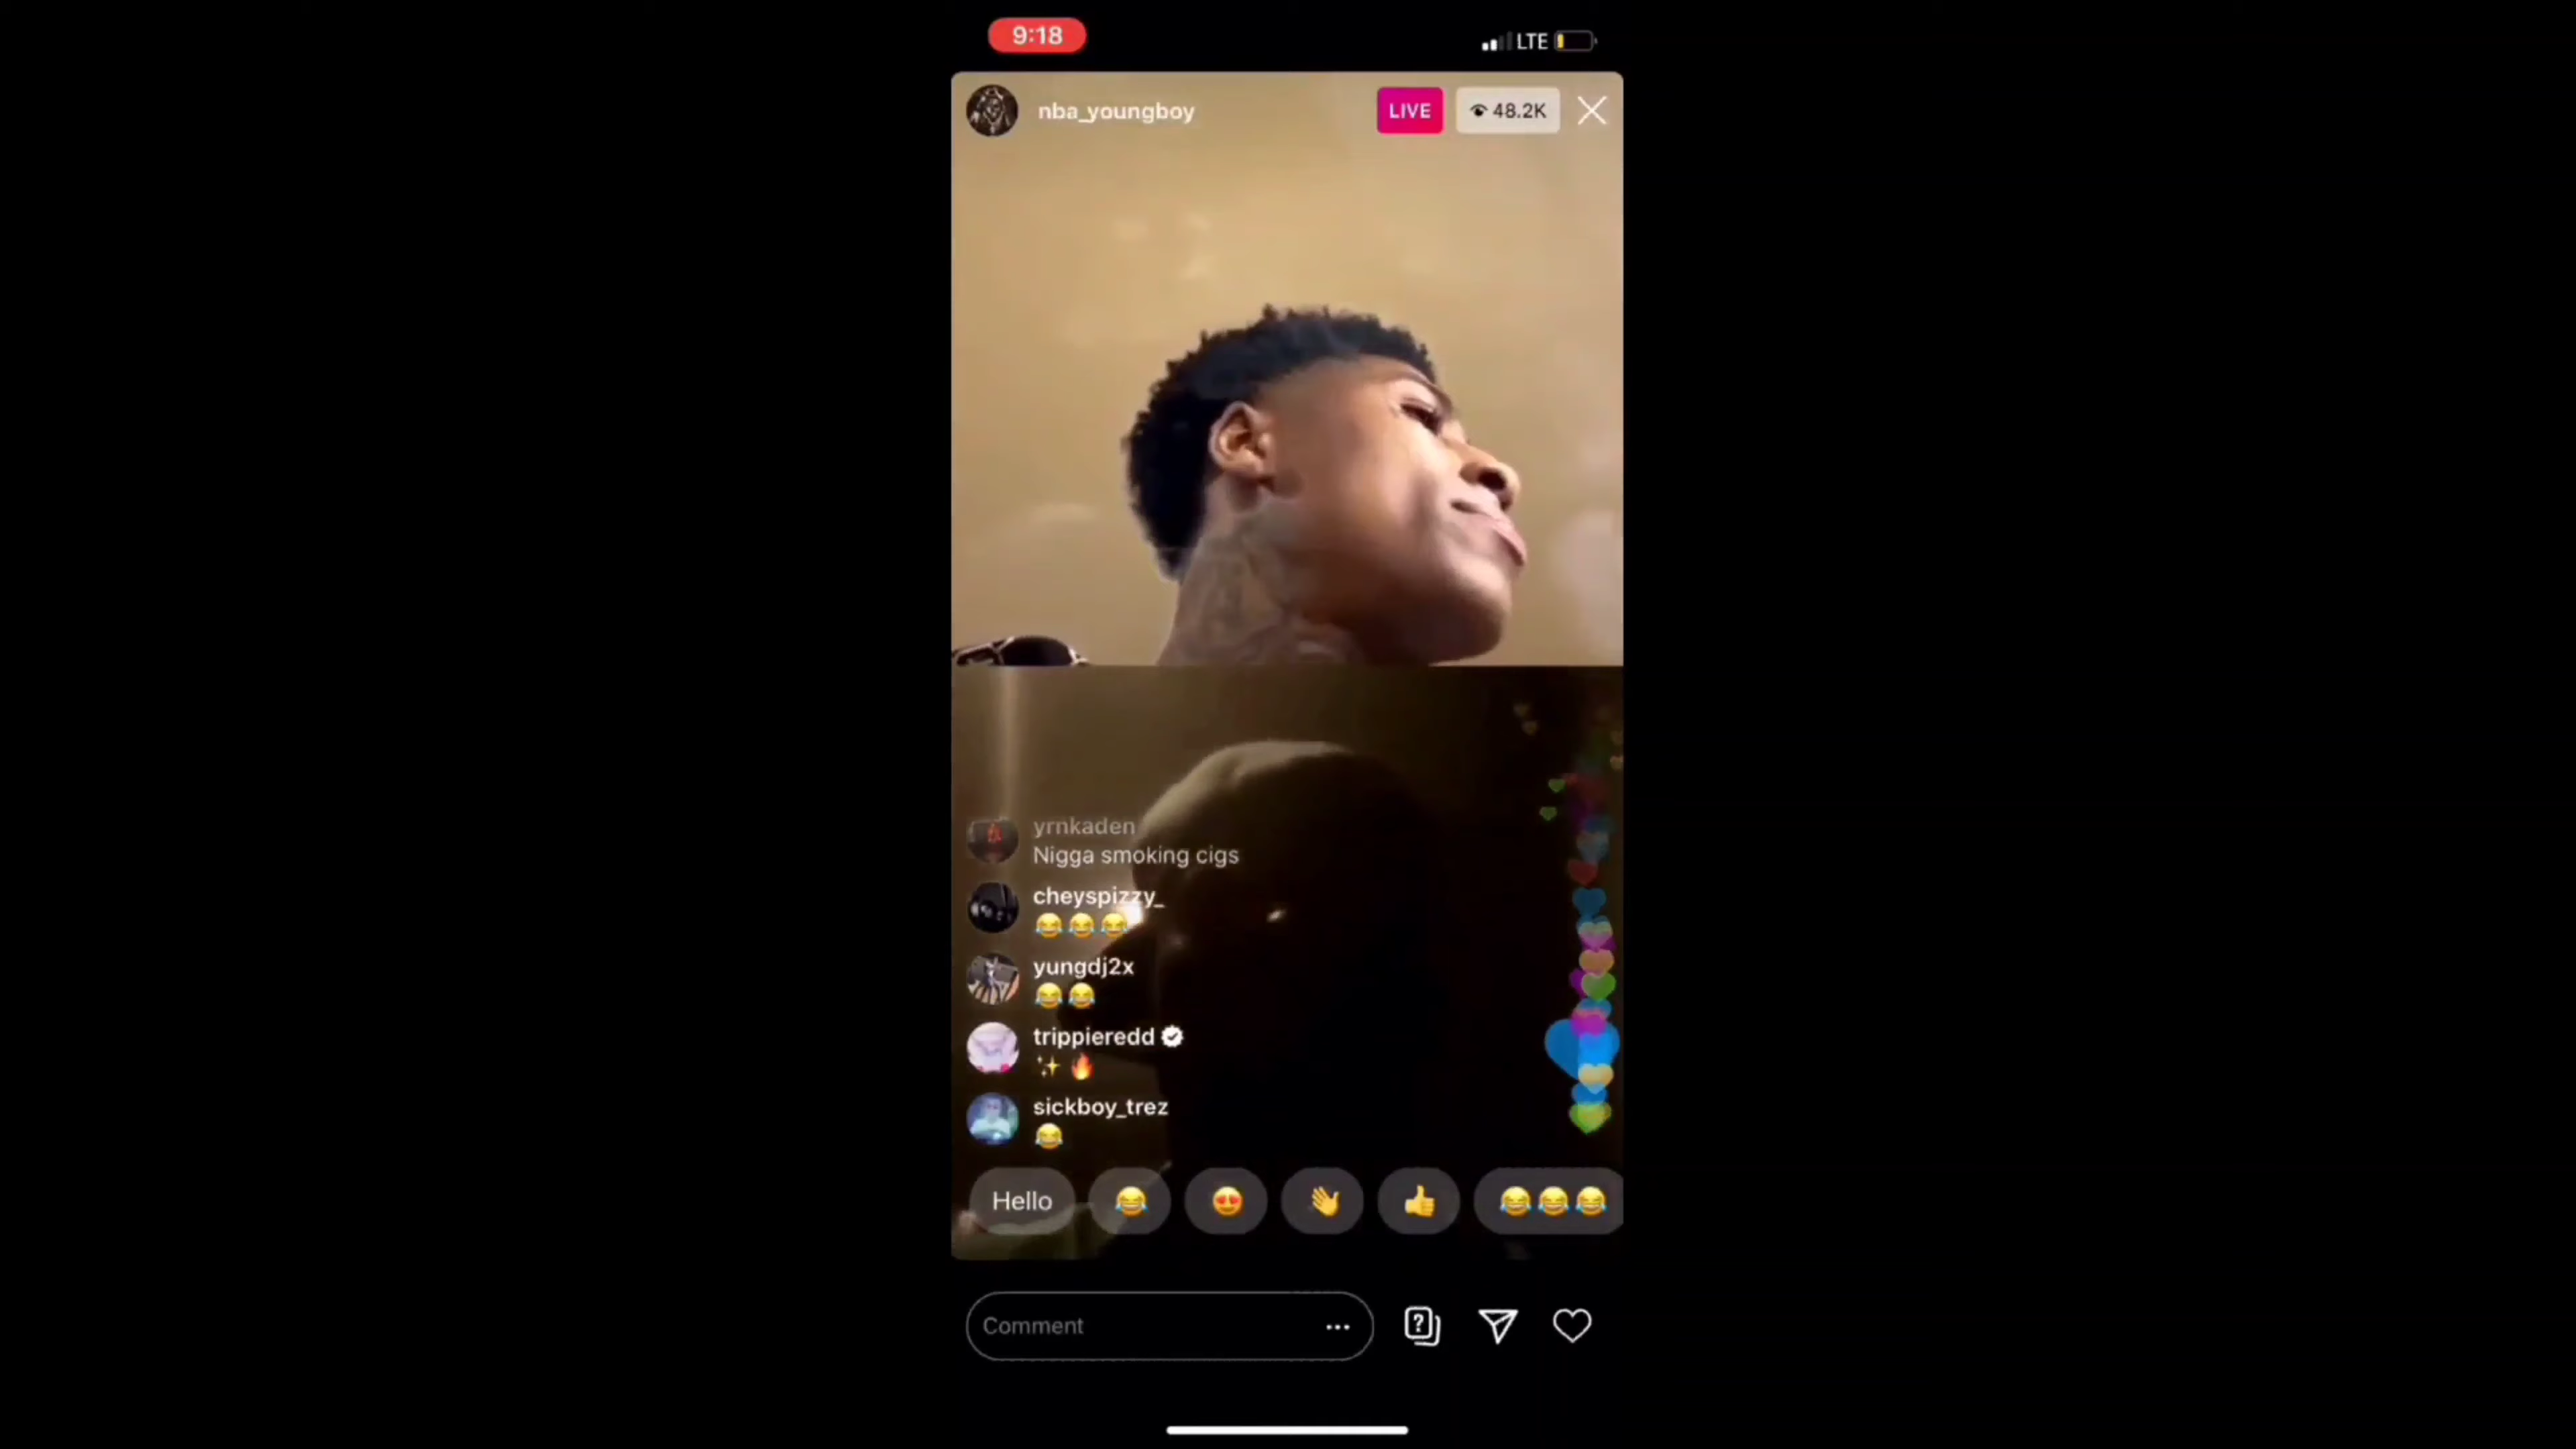 9:18
LTE
nba_youngboy
LIVE
48.2K
yrnkaden
Nigga smoking cigs
cheyspizzy_
😂😂😂
yungdj2x
😂😂
trippieredd
✨🔥
sickboy_trez
😂
Hello 😂 😍 👋 👍 😂😂😂
Comment